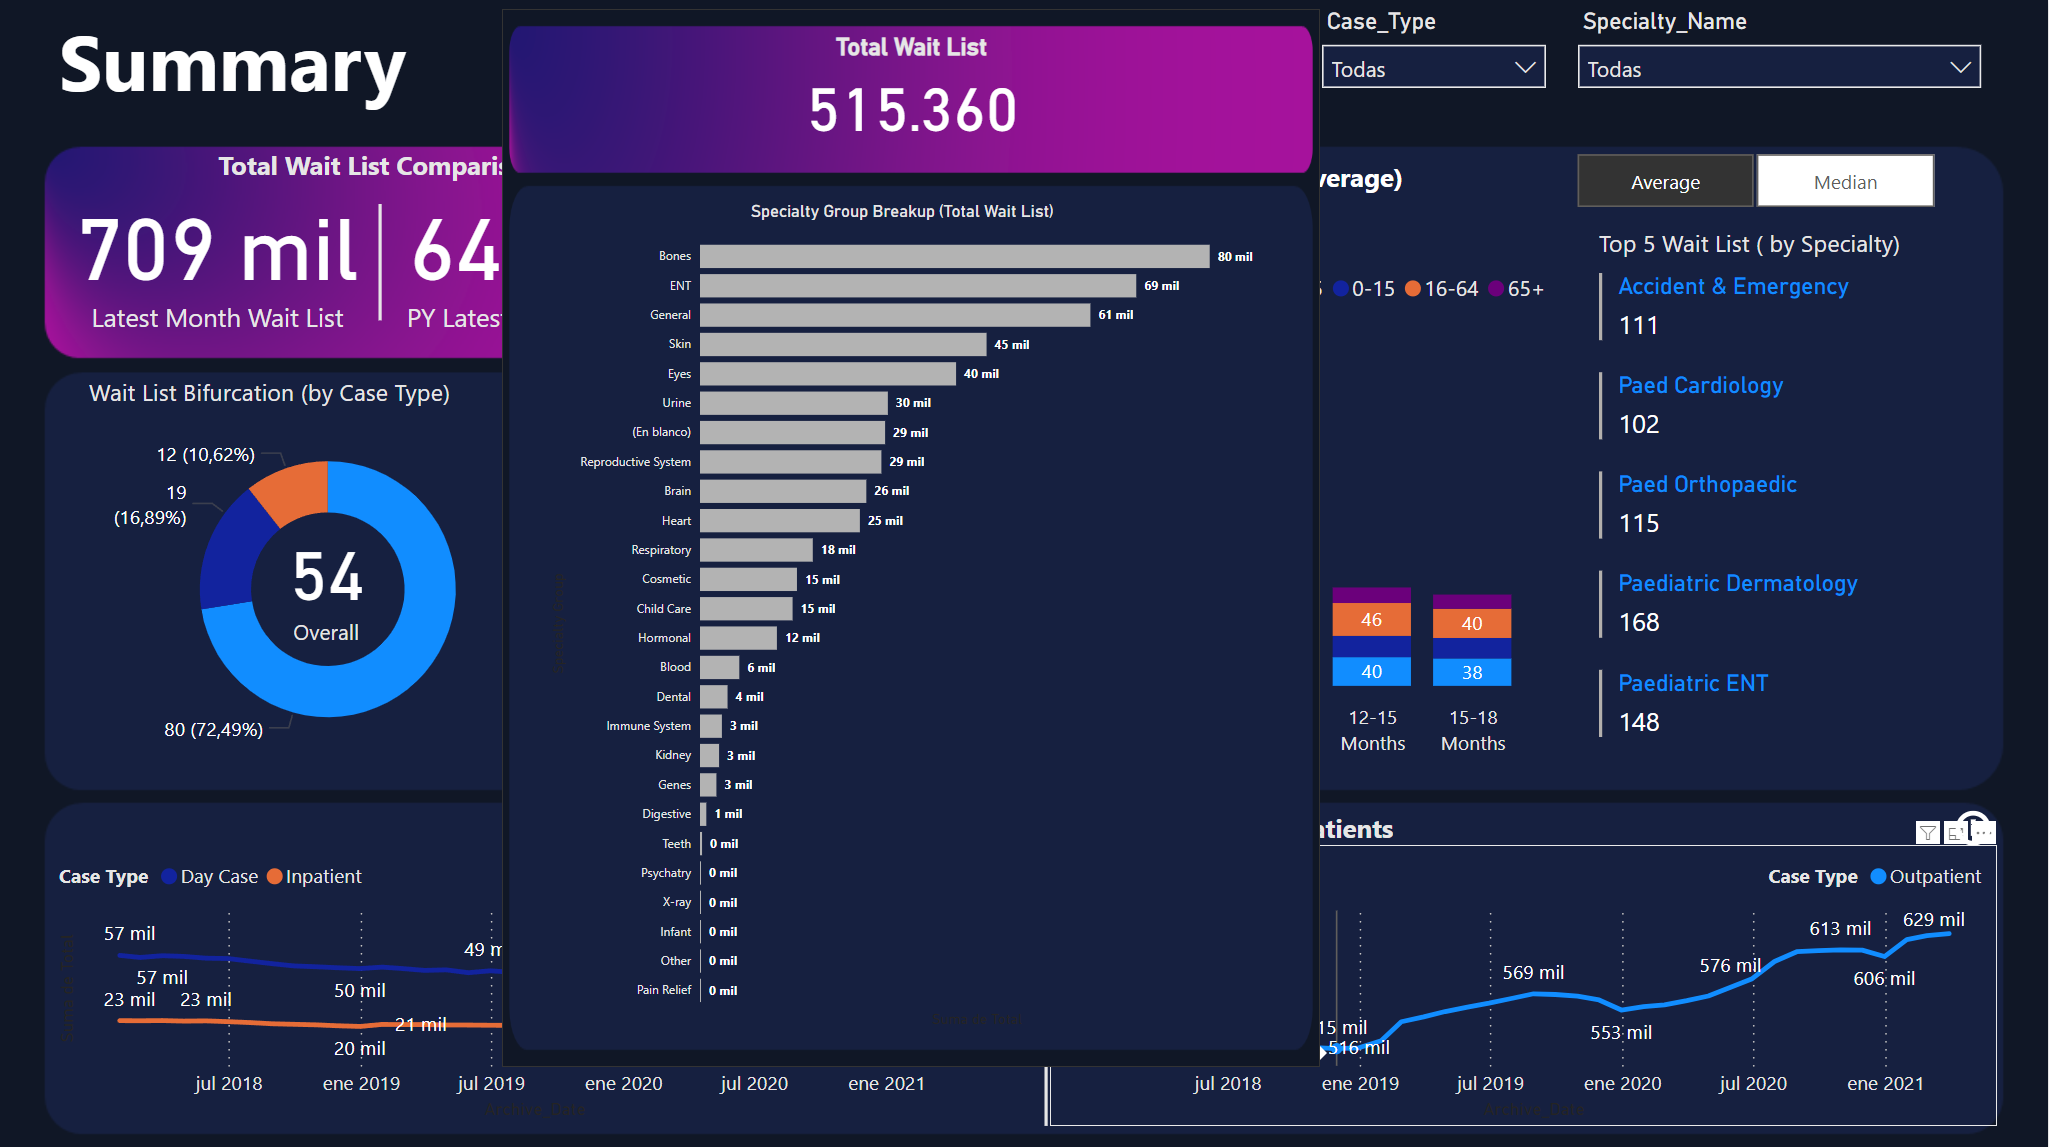 Summary
Case_Type
Todas
Specialty_Name
Todas
Total Wait List Comparis
709 mil
Latest Month Wait List
64
PY Lates
Total Wait List
515.360
Specialty Group Breakup (Total Wait List)
Bones 80 mil
ENT 69 mil
General 61 mil
Skin 45 mil
Eyes 40 mil
Urine 30 mil
(En blanco) 29 mil
Reproductive System 29 mil
Brain 26 mil
Heart 25 mil
Respiratory 18 mil
Cosmetic 15 mil
Child Care 15 mil
Hormonal 12 mil
Blood 6 mil
Dental 4 mil
Immune System 3 mil
Kidney 3 mil
Genes 3 mil
Digestive 1 mil
Teeth 0 mil
Psychatry 0 mil
X-ray 0 mil
Infant 0 mil
Other 0 mil
Pain Relief 0 mil
verage)
Average
Median
0-15 16-64 65+
46
40
40
38
12-15
Months
15-18
Months
Top 5 Wait List ( by Specialty)
Accident & Emergency
111
Paed Cardiology
102
Paed Orthopaedic
115
Paediatric Dermatology
168
Paediatric ENT
148
Wait List Bifurcation (by Case Type)
12 (10,62%)
19
(16,89%)
54
Overall
80 (72,49%)
Case Type Day Case Inpatient
57 mil
57 mil
23 mil
23 mil
50 mil
49 m
21 mil
20 mil
jul 2018 ene 2019 jul 2019 ene 2020 jul 2020 ene 2021
Archive_Date
tients
Case Type Outpatient
15 mil
516 mil
569 mil
553 mil
576 mil
613 mil
606 mil
629 mil
jul 2018 ene 2019 jul 2019 ene 2020 jul 2020 ene 2021
Archive_Date